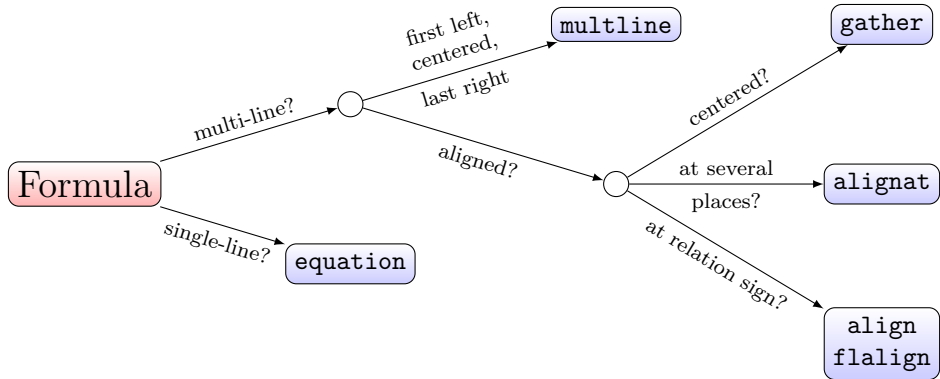 Formula
multi-line?
single-line?
equation
first left,
centered,
last right
multline
aligned?
centered?
gather
at several
places?
alignat
at relation sign?
align
flalign